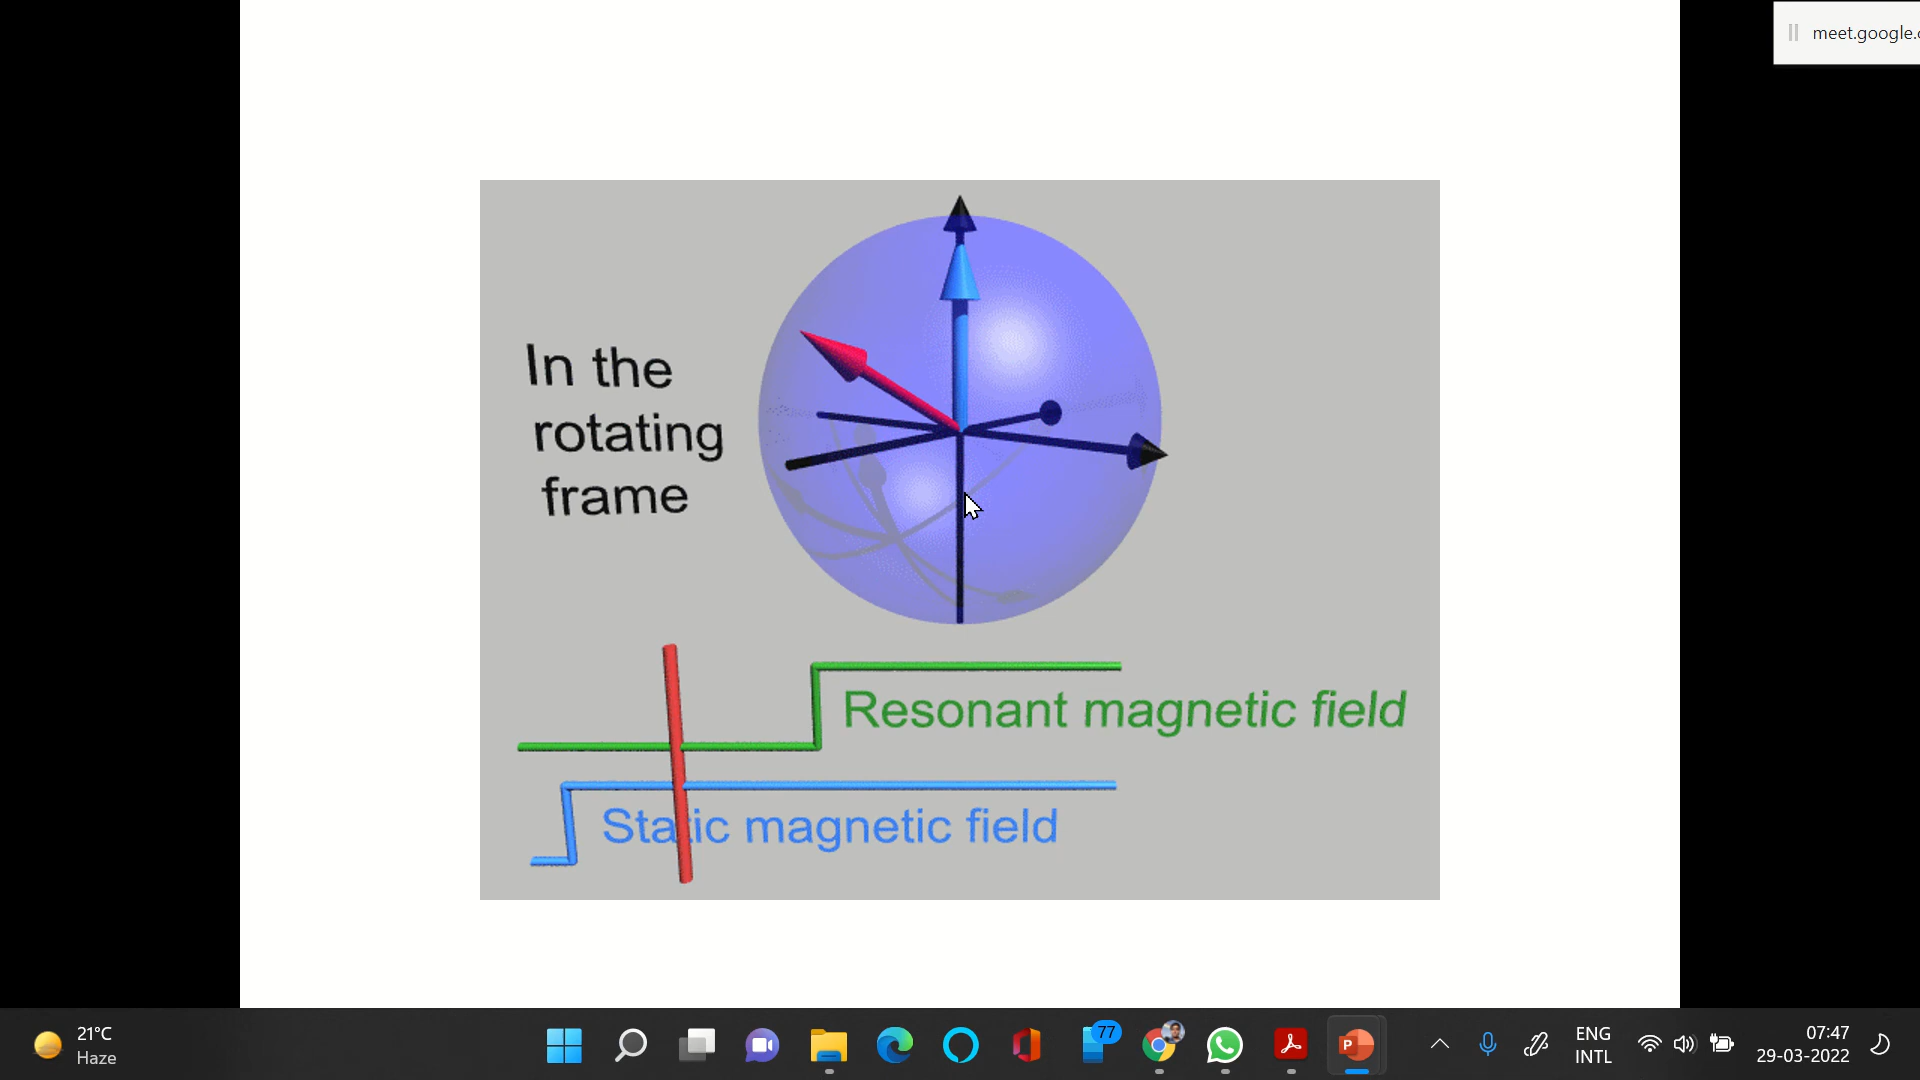 meet.google.
In the
rotating
frame
Resonant magnetic field
Static magnetic field
21°C
Haze
77
ENG
INTL
07:47
29-03-2022